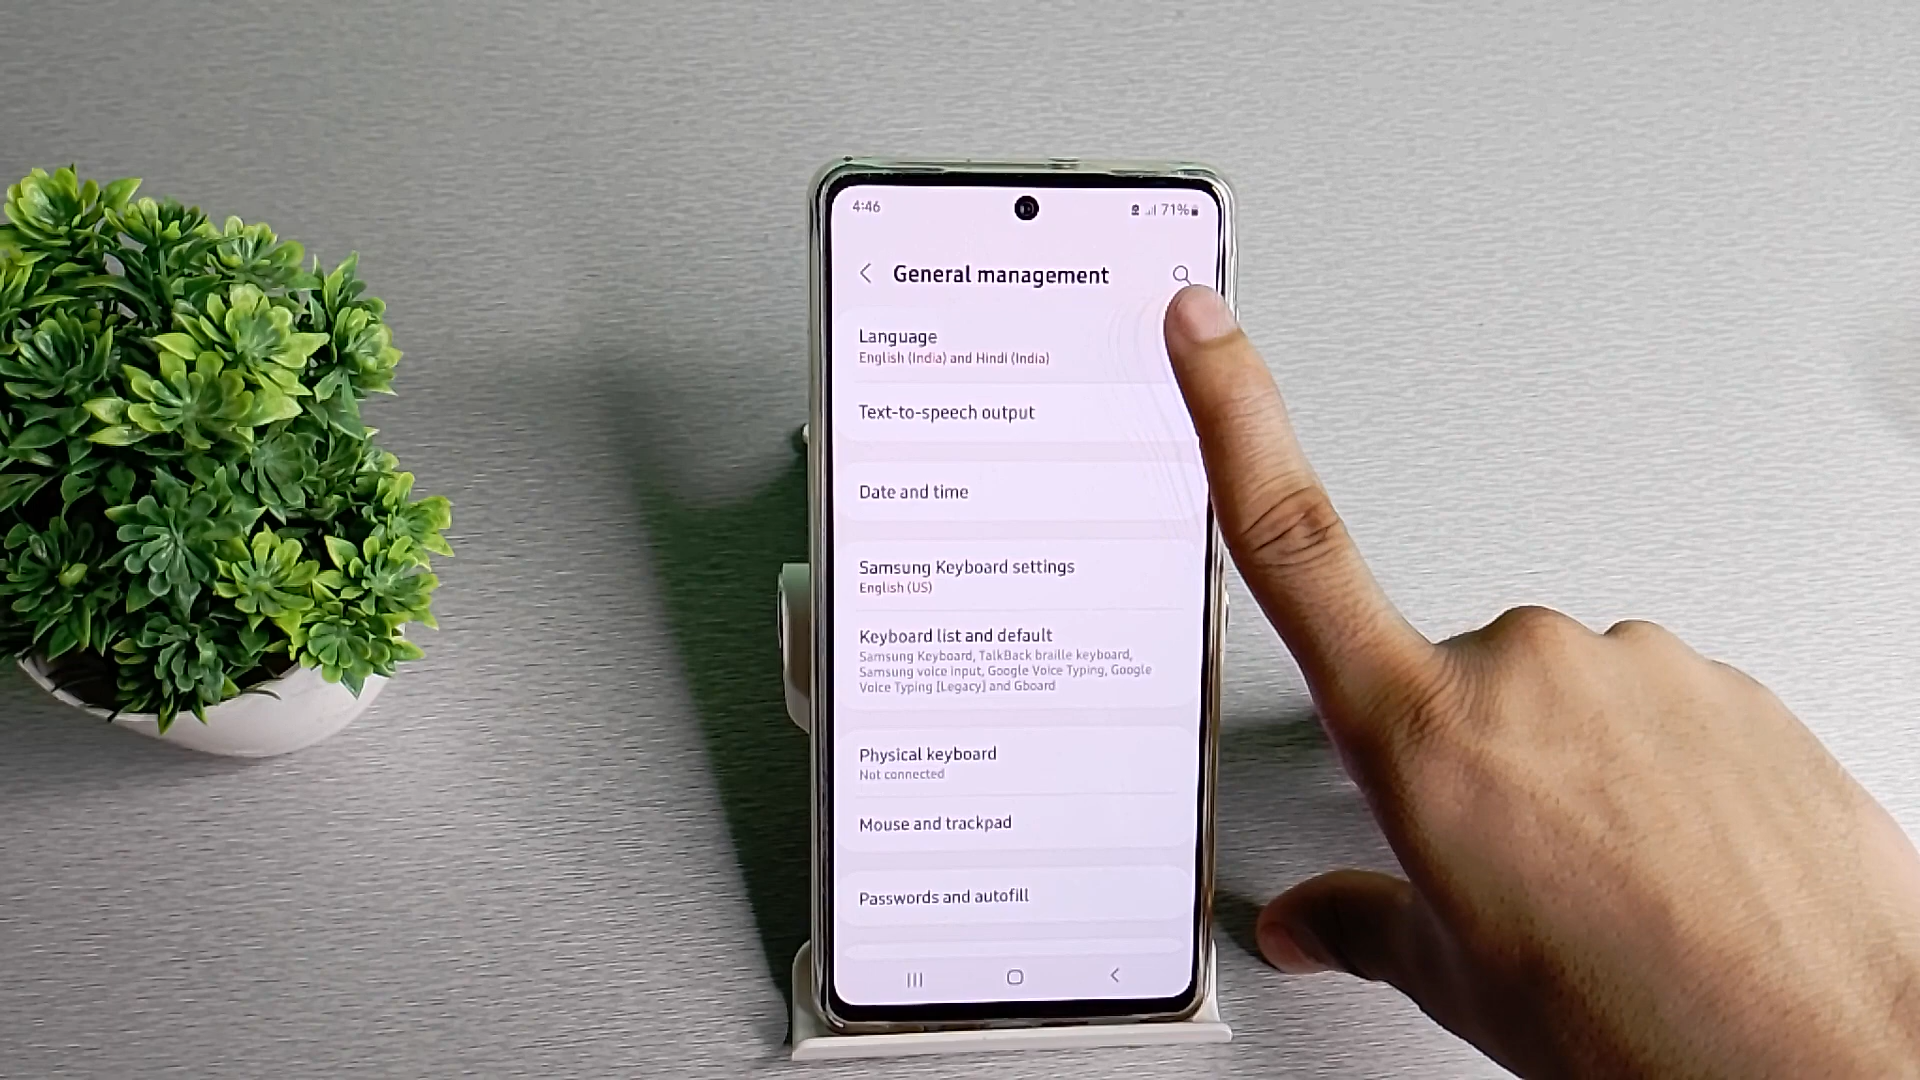 4:46
71%
General management
Language
English (India) and Hindi (India)
Text-to-speech output
Date and time
Samsung Keyboard settings
English (US)
Keyboard list and default
Samsung Keyboard, TalkBack braille keyboard,
Samsung voice input, Google Voice Typing, Google
Voice Typing [Legacy] and Gboard
Physical keyboard
Not connected
Mouse and trackpad
Passwords and autofill